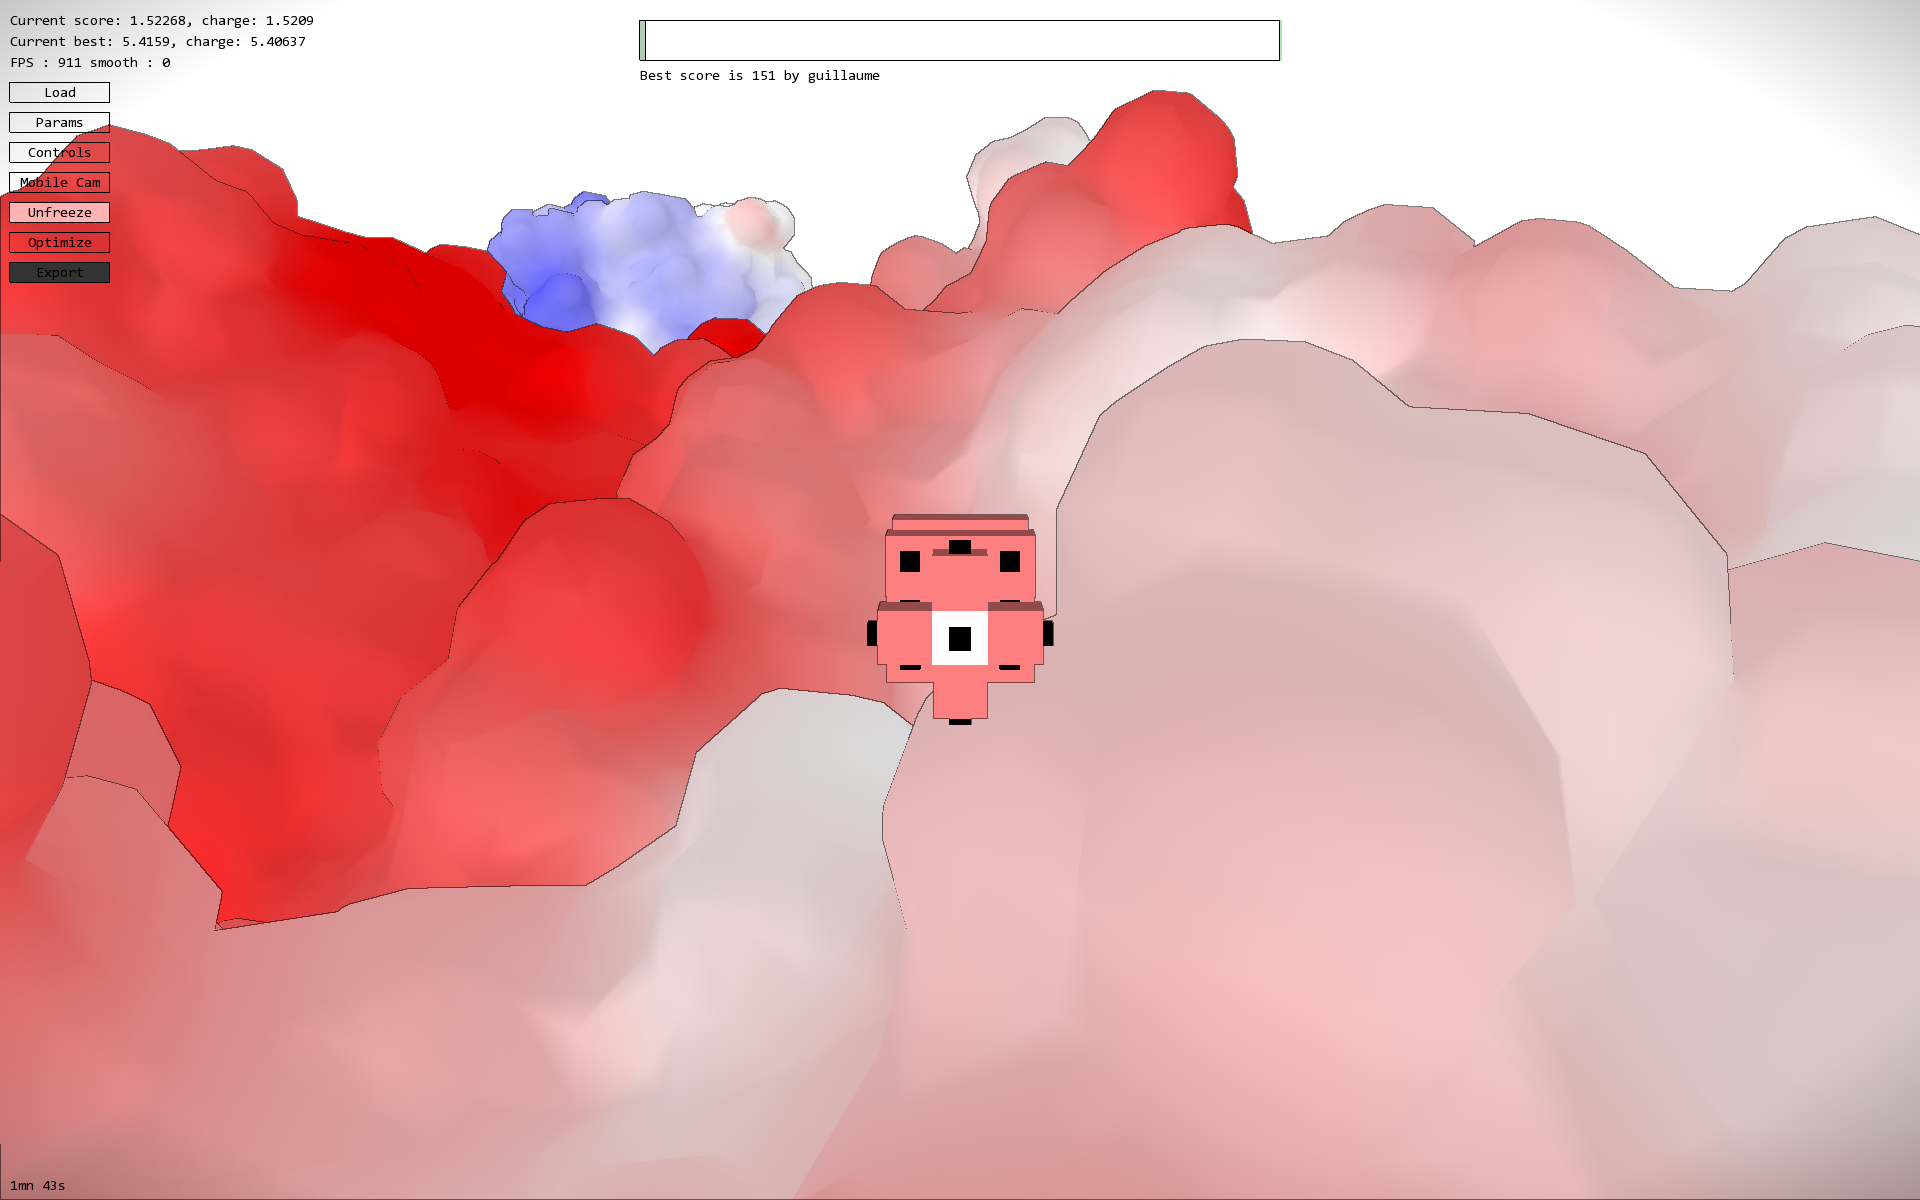 Current score: 1.52268, charge: 1.5209
Current best: 5.4159, charge: 5.40637
FPS : 911 smooth : 0
Best score is 151 by guillaume
Load
Params
Controls
Mobile Cam
Unfreeze
Optimize
Export
1mn 43s